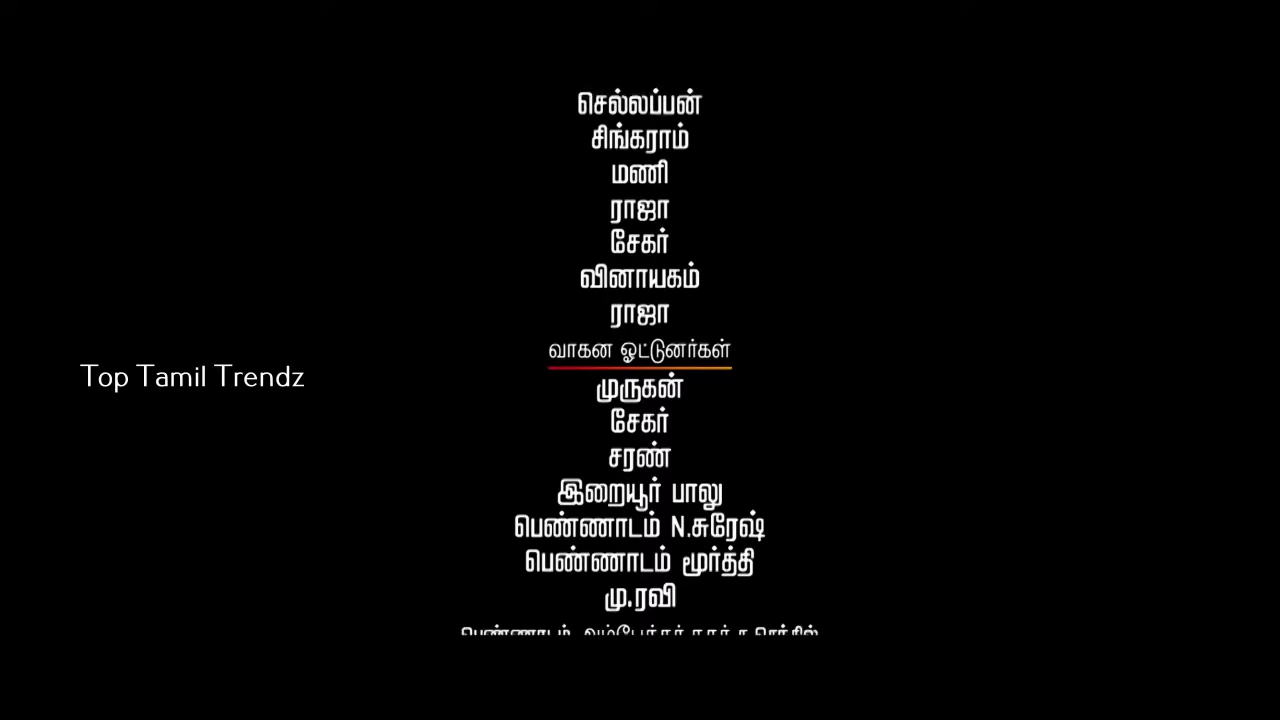 செல்லப்பன்
சிங்கராம்
மணி
ராஜா
சேகர்
வினாயகம்
ராஜா
வாகன ஓட்டுனர்கள்
Top Tamil Trendz
முருகன்
சேகர்
சரண்
இறையூர் பாலு
பெண்ணாடம் N.சுரேஷ்
பெண்ணாடம் மூர்த்தி
மு.ரவி
பெண்ணாடம்